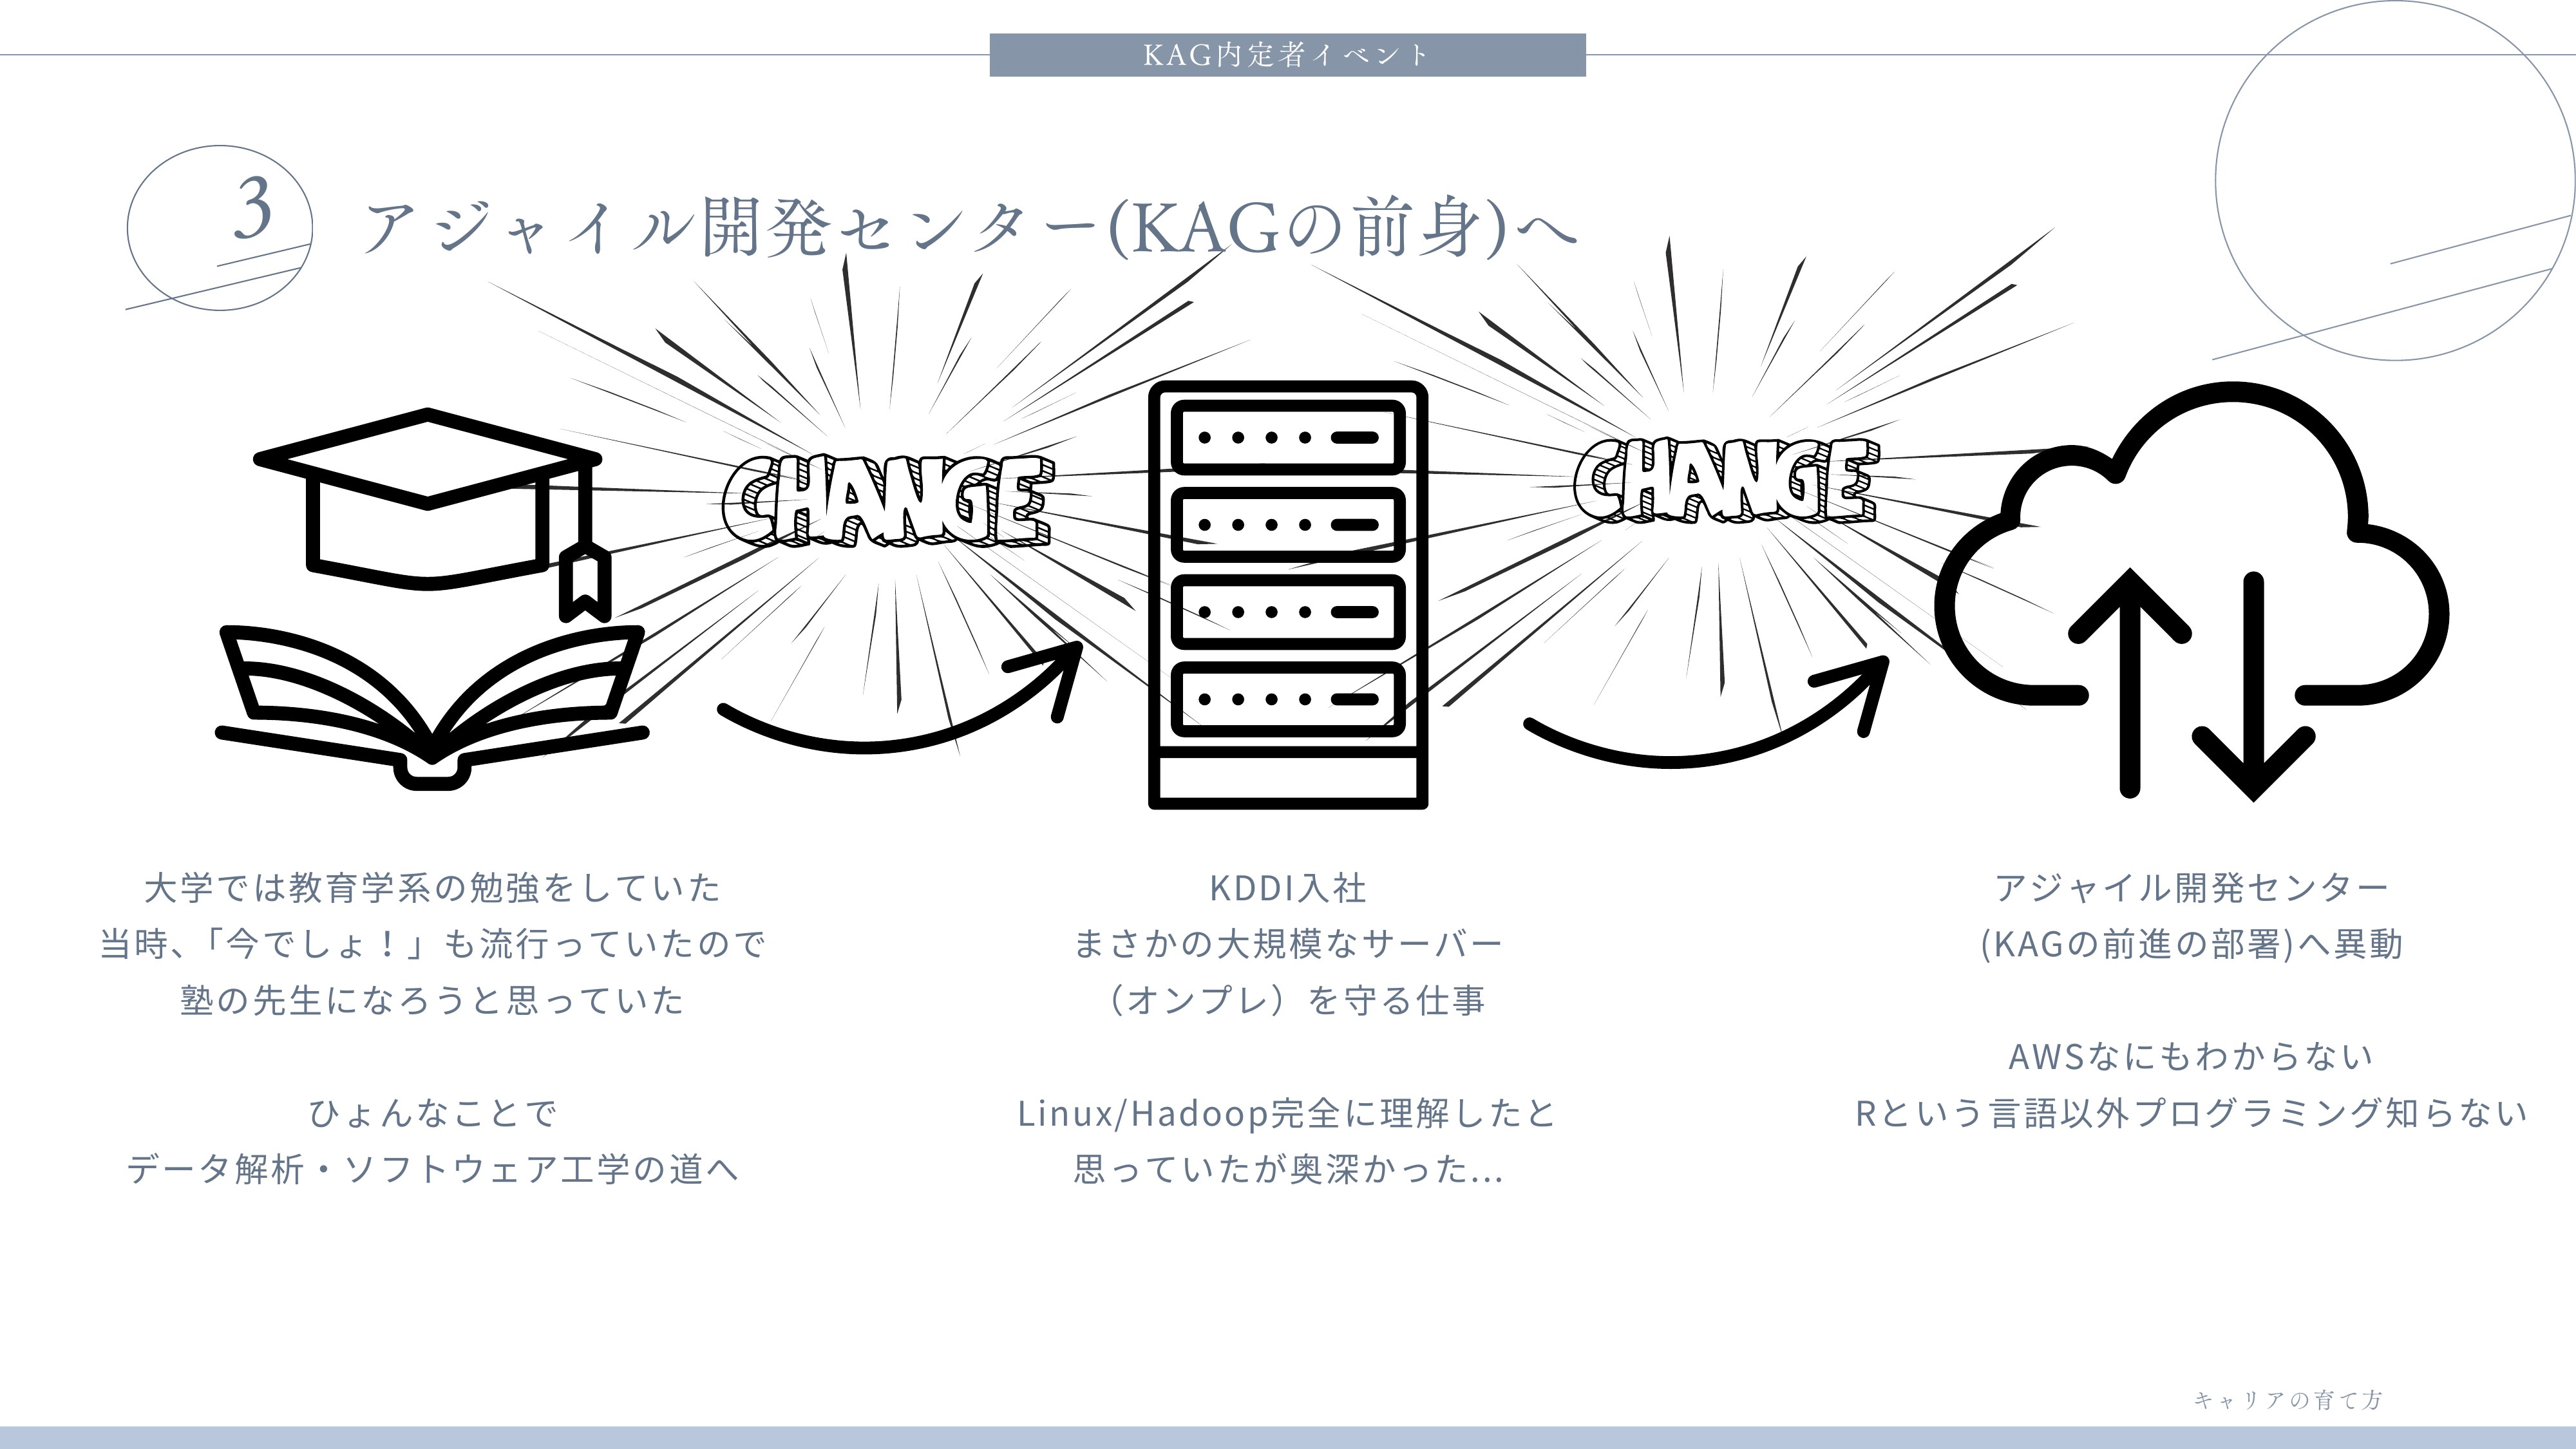 KAG内定者イベント
3
アジャイル開発センター(KAGの前身)へ
CHANGE
CHANGE
大学では教育学系の勉強をしていた
当時、「今でしょ！」も流行っていたので
塾の先生になろうと思っていた
ひょんなことで
データ解析・ソフトウェア工学の道へ
KDDI入社
まさかの大規模なサーバー
（オンプレ）を守る仕事
Linux/Hadoop完全に理解したと
思っていたが奥深かった...
アジャイル開発センター
(KAGの前進の部署)へ異動
AWSなにもわからない
Rという言語以外プログラミング知らない
キャリアの育て方